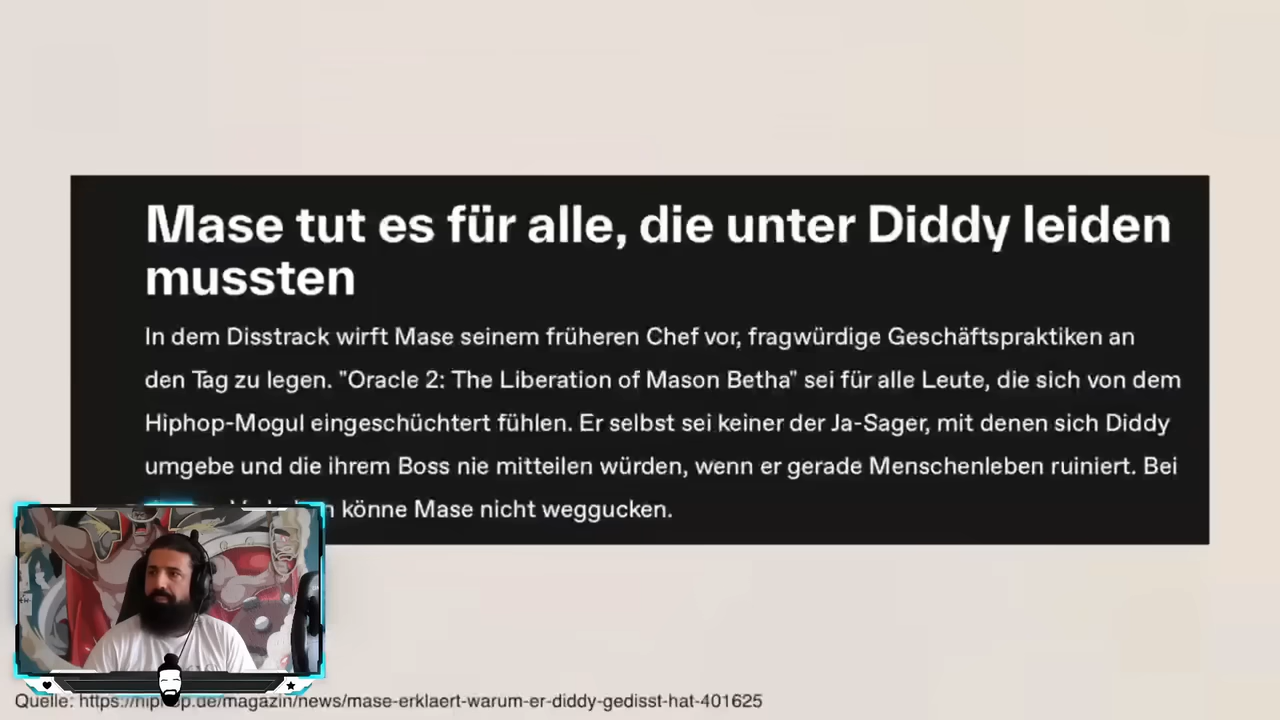 Mase tut es für alle, die unter Diddy leiden
mussten
In dem Disstrack wirft Mase seinem früheren Chef vor, fragwürdige Geschäftspraktiken an
den Tag zu legen. "Oracle 2: The Liberation of Mason Betha" sei für alle Leute, die sich von dem
Hiphop-Mogul eingeschüchtert fühlen. Er selbst sei keiner der Ja-Sager, mit denen sich Diddy
umgebe und die ihrem Boss nie mitteilen würden, wenn er gerade Menschenleben ruiniert. Bei
könne Mase nicht weggucken.
Quelle: https://hiphop.de/magazin/news/mase-erklaert-warum-er-diddy-gedisst-hat-401625